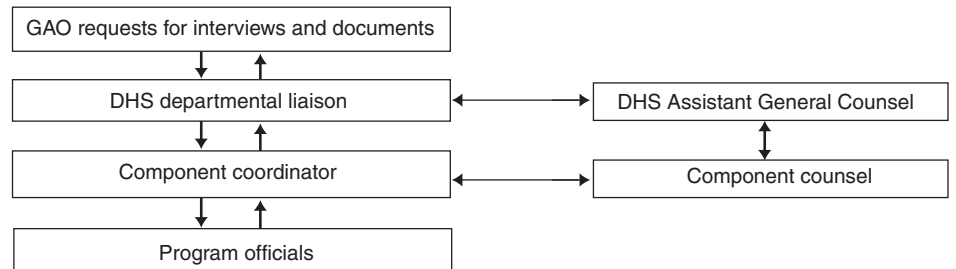 GAO requests for interviews and documents
DHS departmental liaison
DHS Assistant General Counsel
Component coordinator
Component counsel
Program officials